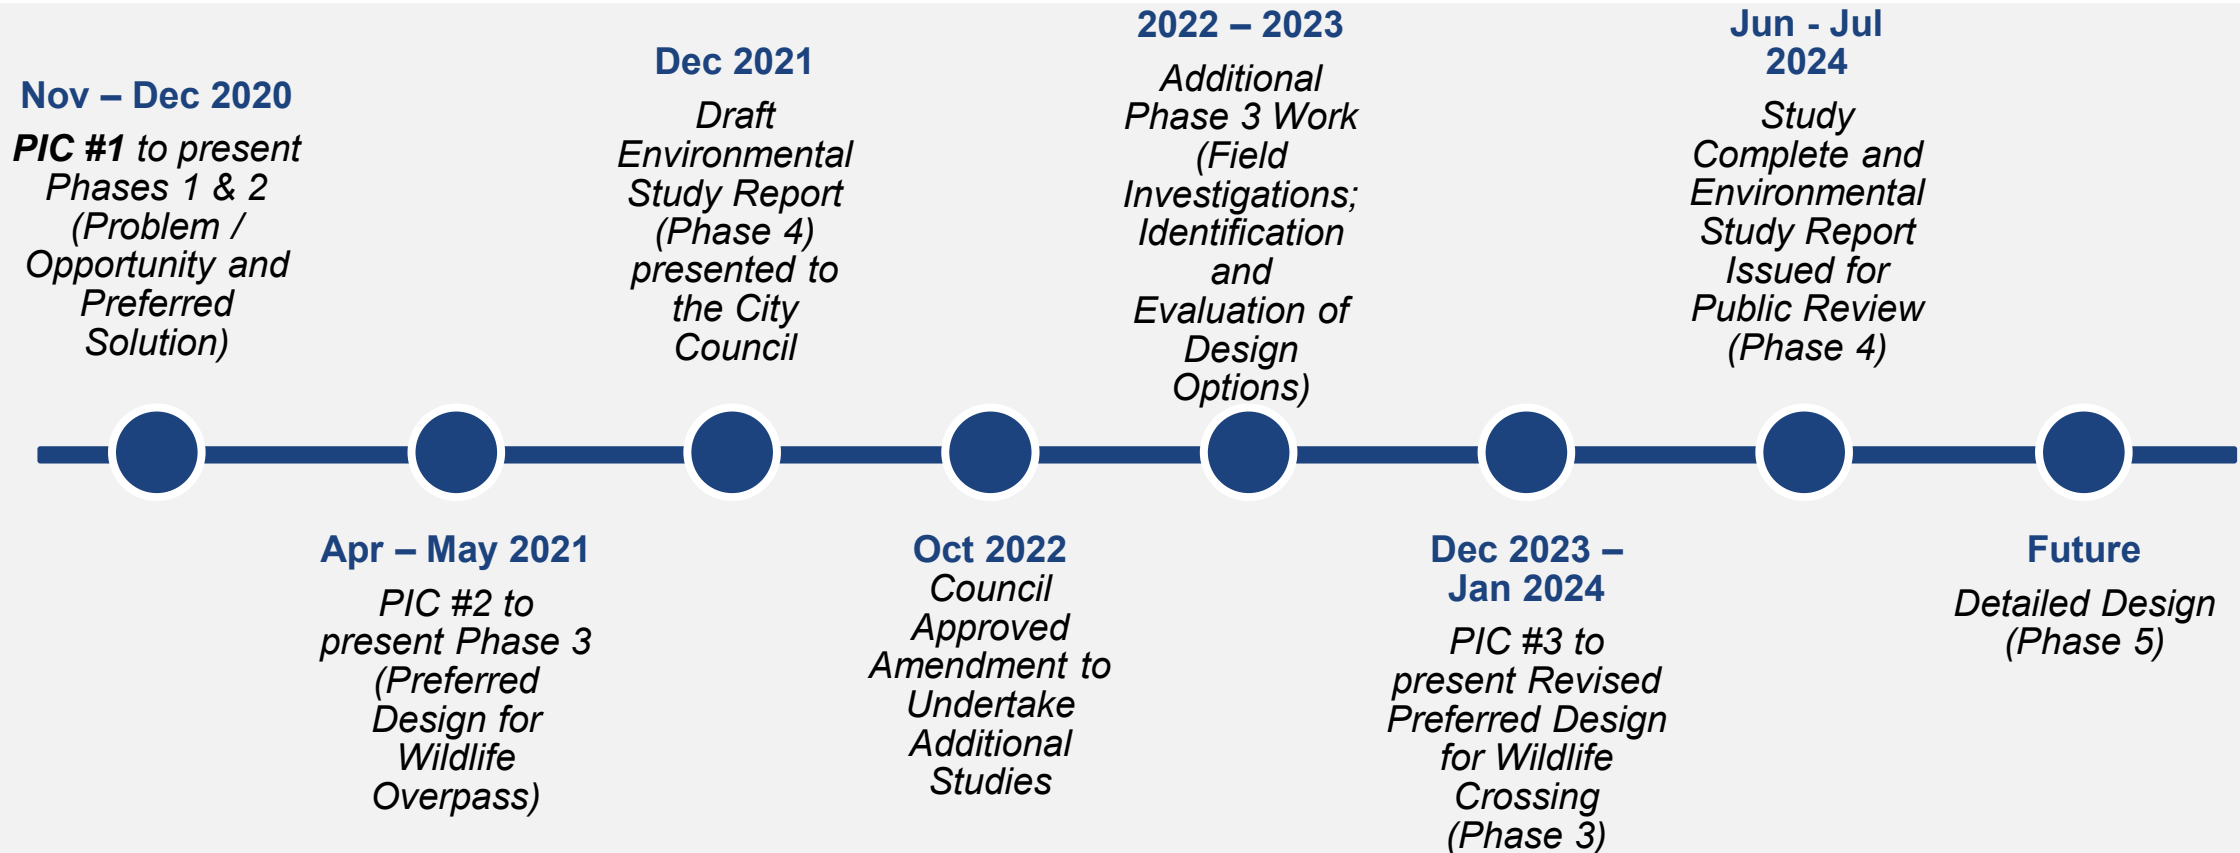 Nov – Dec 2020
PIC #1 to present
Phases 1 & 2
(Problem /
Opportunity and
Preferred
Solution)
Apr – May 2021
PIC #2 to
present Phase 3
(Preferred
Design for
Wildlife
Overpass)
Dec 2021
Draft
Environmental
Study Report
(Phase 4)
presented to
the City
Council
Oct 2022
Council
Approved
Amendment to
Undertake
Additional
Studies
2022 – 2023
Additional
Phase 3 Work
(Field
Investigations;
Identification
and
Evaluation of
Design
Options)
Dec 2023 –
Jan 2024
PIC #3 to
present Revised
Preferred Design
for Wildlife
Crossing
(Phase 3)
Jun - Jul
2024
Study
Complete and
Environmental
Study Report
Issued for
Public Review
(Phase 4)
Future
Detailed Design
(Phase 5)